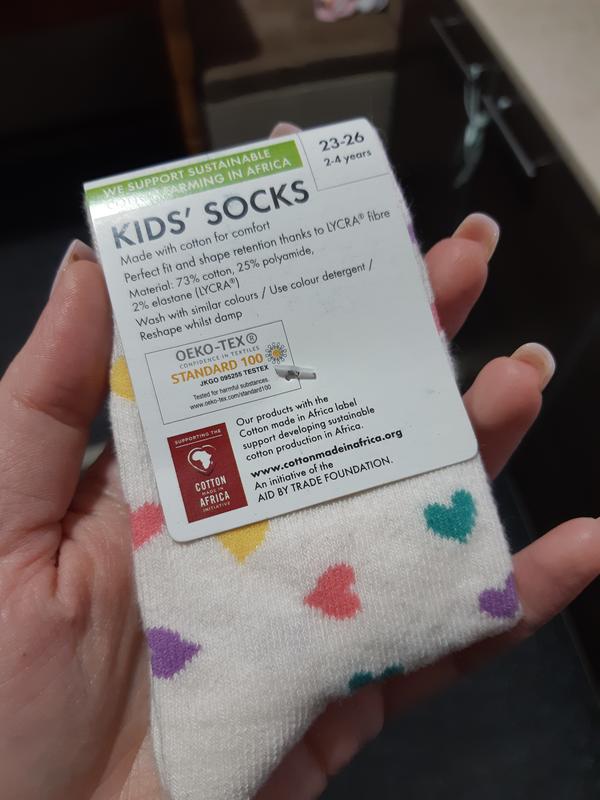 WE SUPPORT SUSTAINABLE
COTTON FARMING IN AFRICA
23-26
2-4 years
KIDS' SOCKS
Made with cotton for comfort
Perfect fit and shape retention thanks to LYCRA® fibre
Material: 73% cotton, 25% polyamide,
2% elastane (LYCRA®)
Wash with similar colours / Use colour detergent /
Reshape whilst damp
OEKO-TEX®
CONFIDENCE IN TEXTILES
STANDARD 100
JKGO 095255 TESTEX
Tested for harmful substances.
www.oeko-tex.com/standard100
SUPPORTING THE
COTTON
MADE IN
AFRICA
INITIATIVE
Our products with the
Cotton made in Africa label
support developing sustainable
cotton production in Africa.
www.cottonmadeinafrica.org
An initiative of the
AID BY TRADE FOUNDATION.